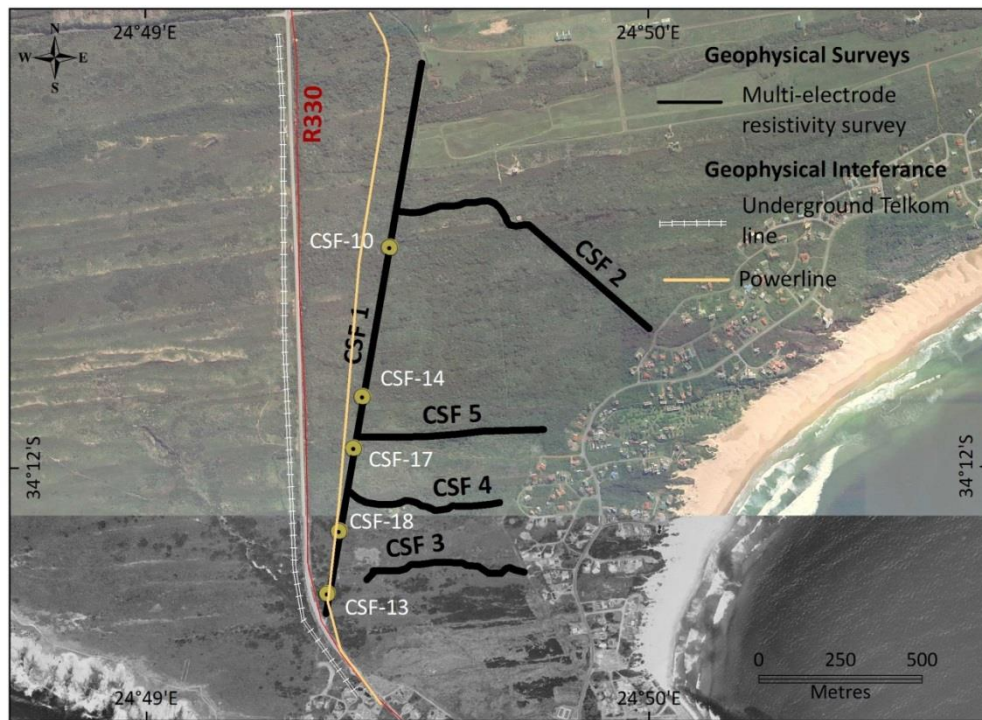 24°49'E
24°50'E
N
W E
S
R330
Geophysical Surveys
Multi-electrode
resistivity survey
Geophysical Inteferance
Underground Telkom
line
Powerline
CSF-10
CSF 2
CSF 1
CSF-14
CSF 5
CSF-17
34°12'S
34°12'S
CSF 4
CSF-18
CSF 3
CSF-13
0 250 500
Metres
24°49'E
24°50'E